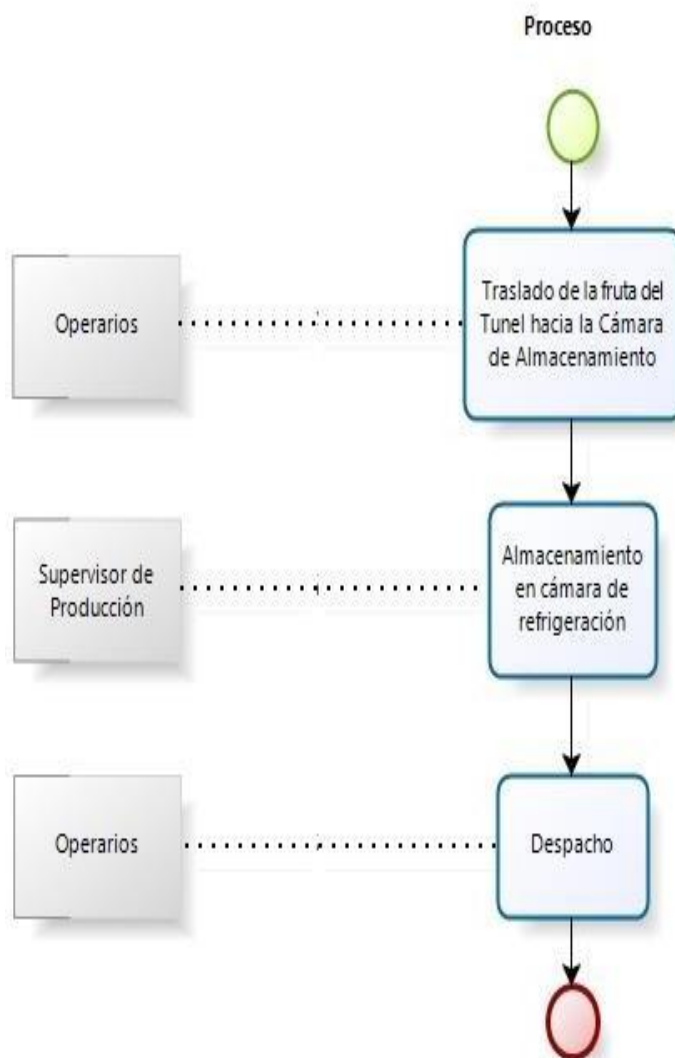 Proceso
Operarios
Traslado de la fruta del
Tunel hacia la Cámara
de Almacenamiento
Supervisor de
Producción
Almacenamiento
en cámara de
refrigeración
Operarios
Despacho